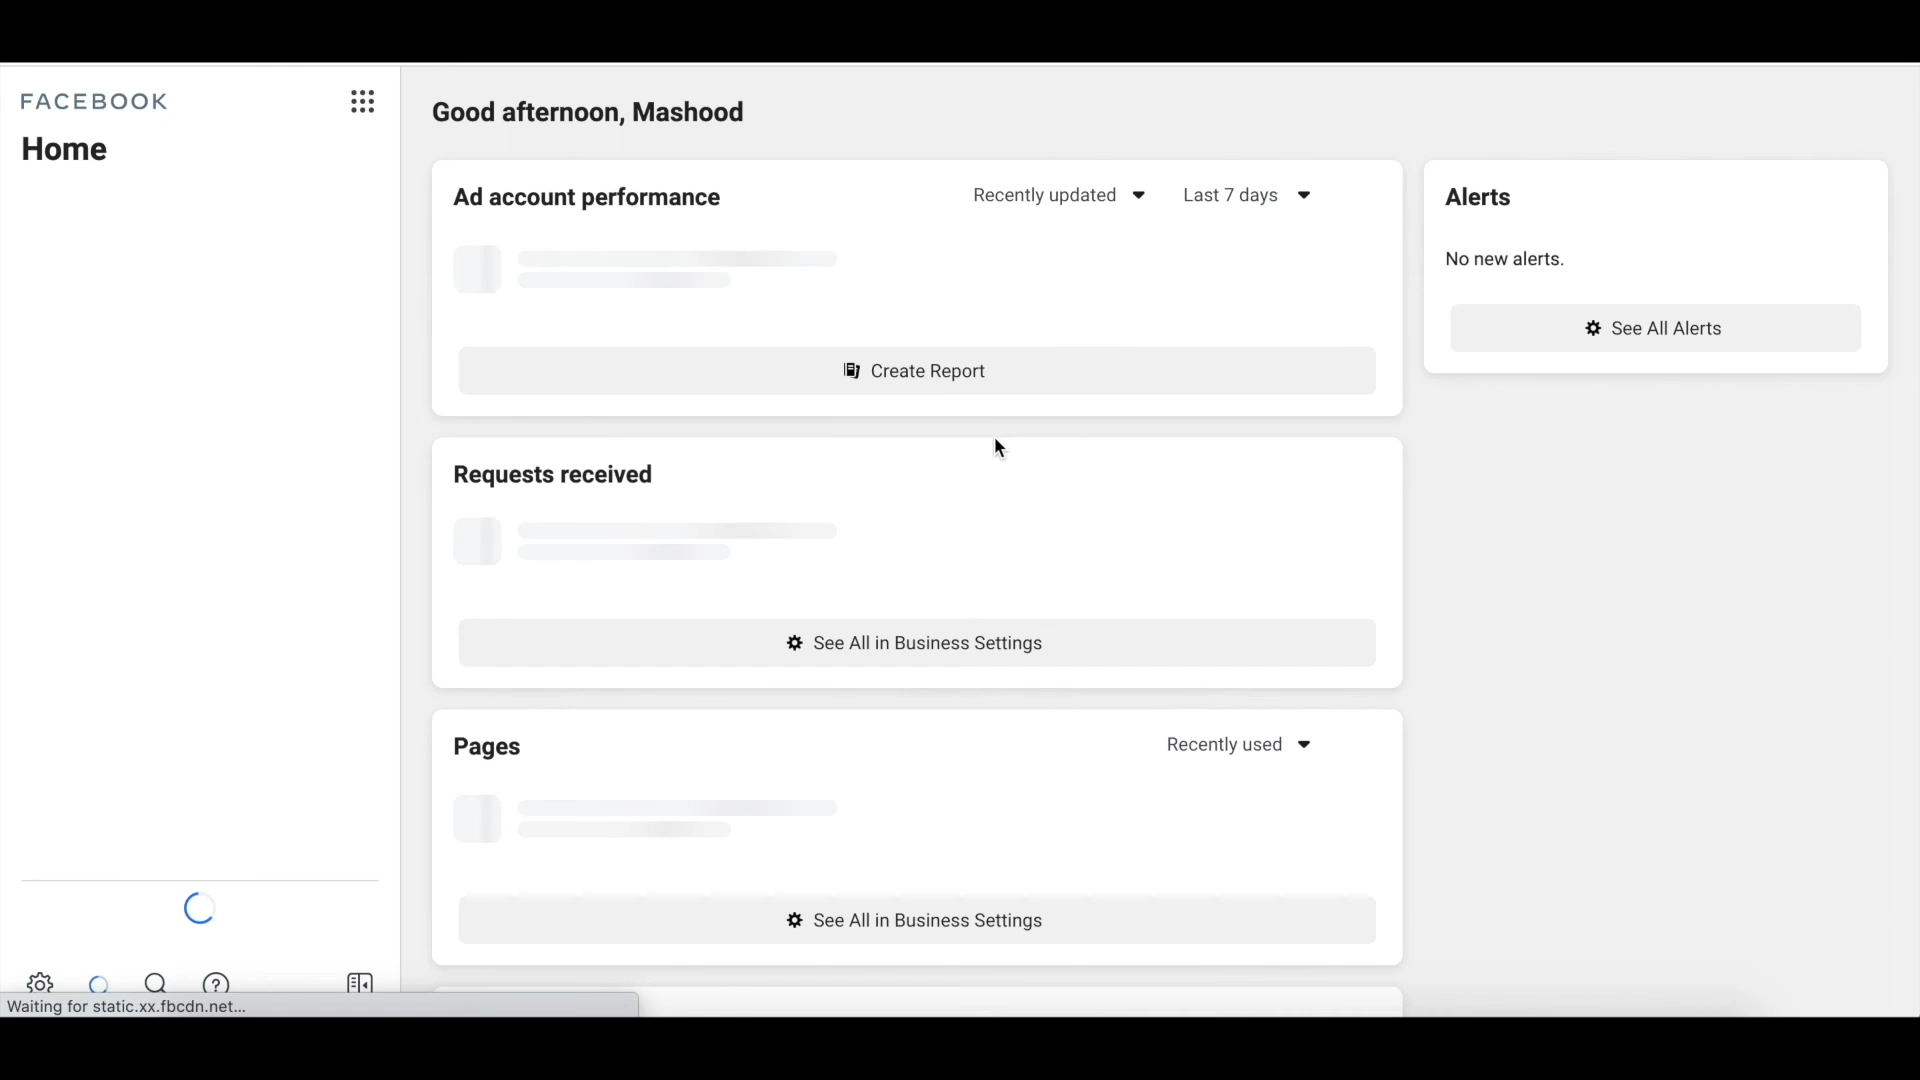 FACEBOOK
Home
Good afternoon, Mashood
Ad account performance
Recently updated
Last 7 days
Create Report
Alerts
No new alerts.
See All Alerts
Requests received
See All in Business Settings
Pages
Recently used
See All in Business Settings
Waiting for static.xx.fbcdn.net...